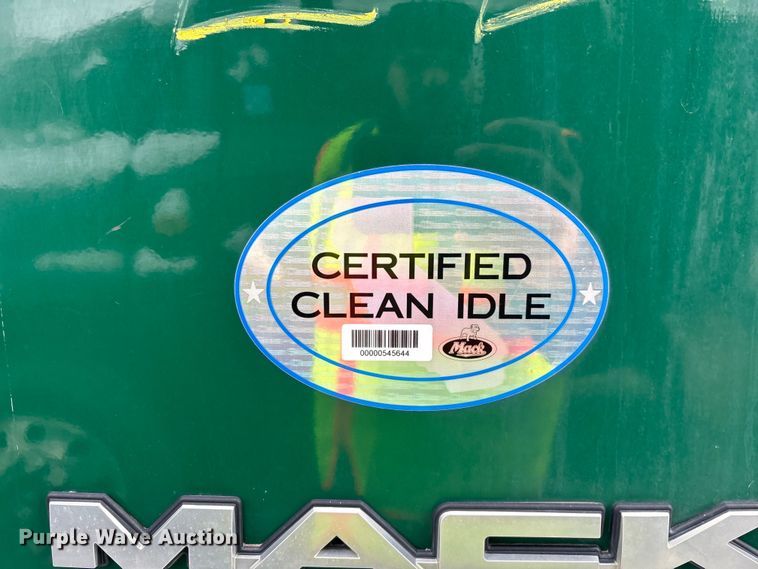 CERTIFIED
CLEAN IDLE
00000545644
Mack
MACK
Purple Wave Auction